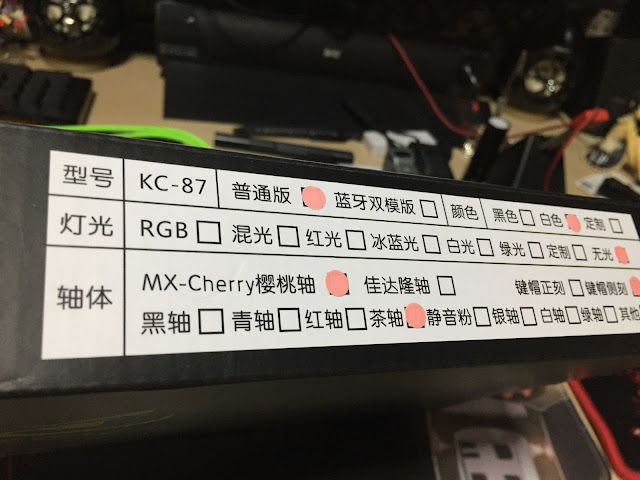 型号 KC-87 普通版 蓝牙双模版 颜色 黑色 白色 定制
灯光 RGB 混光 红光 冰蓝光 白光 绿光 定制 无光
轴体 MX-Cherry樱桃轴 佳达隆轴 键帽正刻 键帽侧刻
黑轴 青轴 红轴 茶轴 静音粉 银轴 白轴 绿轴 其他